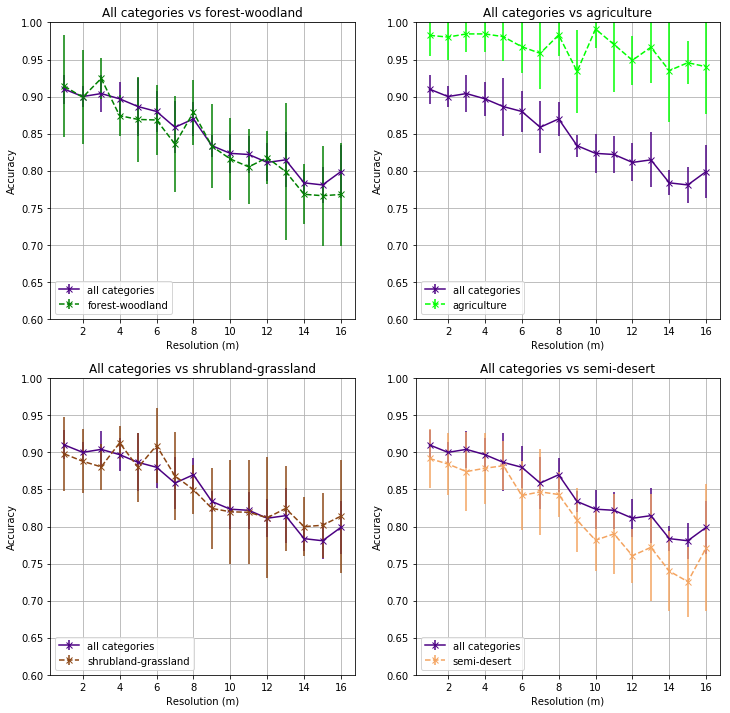 All categories vs forest-woodland
1.00
0.95
0.90
0.85
0.80
0.75
0.70
0.65
0.60
Accuracy
all categories
forest-woodland
2 4 6 8 10 12 14 16
Resolution (m)
All categories vs agriculture
1.00
0.95
0.90
0.85
0.80
0.75
0.70
0.65
0.60
Accuracy
all categories
agriculture
2 4 6 8 10 12 14 16
Resolution (m)
All categories vs shrubland-grassland
1.00
0.95
0.90
0.85
0.80
0.75
0.70
0.65
0.60
Accuracy
all categories
shrubland-grassland
2 4 6 8 10 12 14 16
Resolution (m)
All categories vs semi-desert
1.00
0.95
0.90
0.85
0.80
0.75
0.70
0.65
0.60
Accuracy
all categories
semi-desert
2 4 6 8 10 12 14 16
Resolution (m)